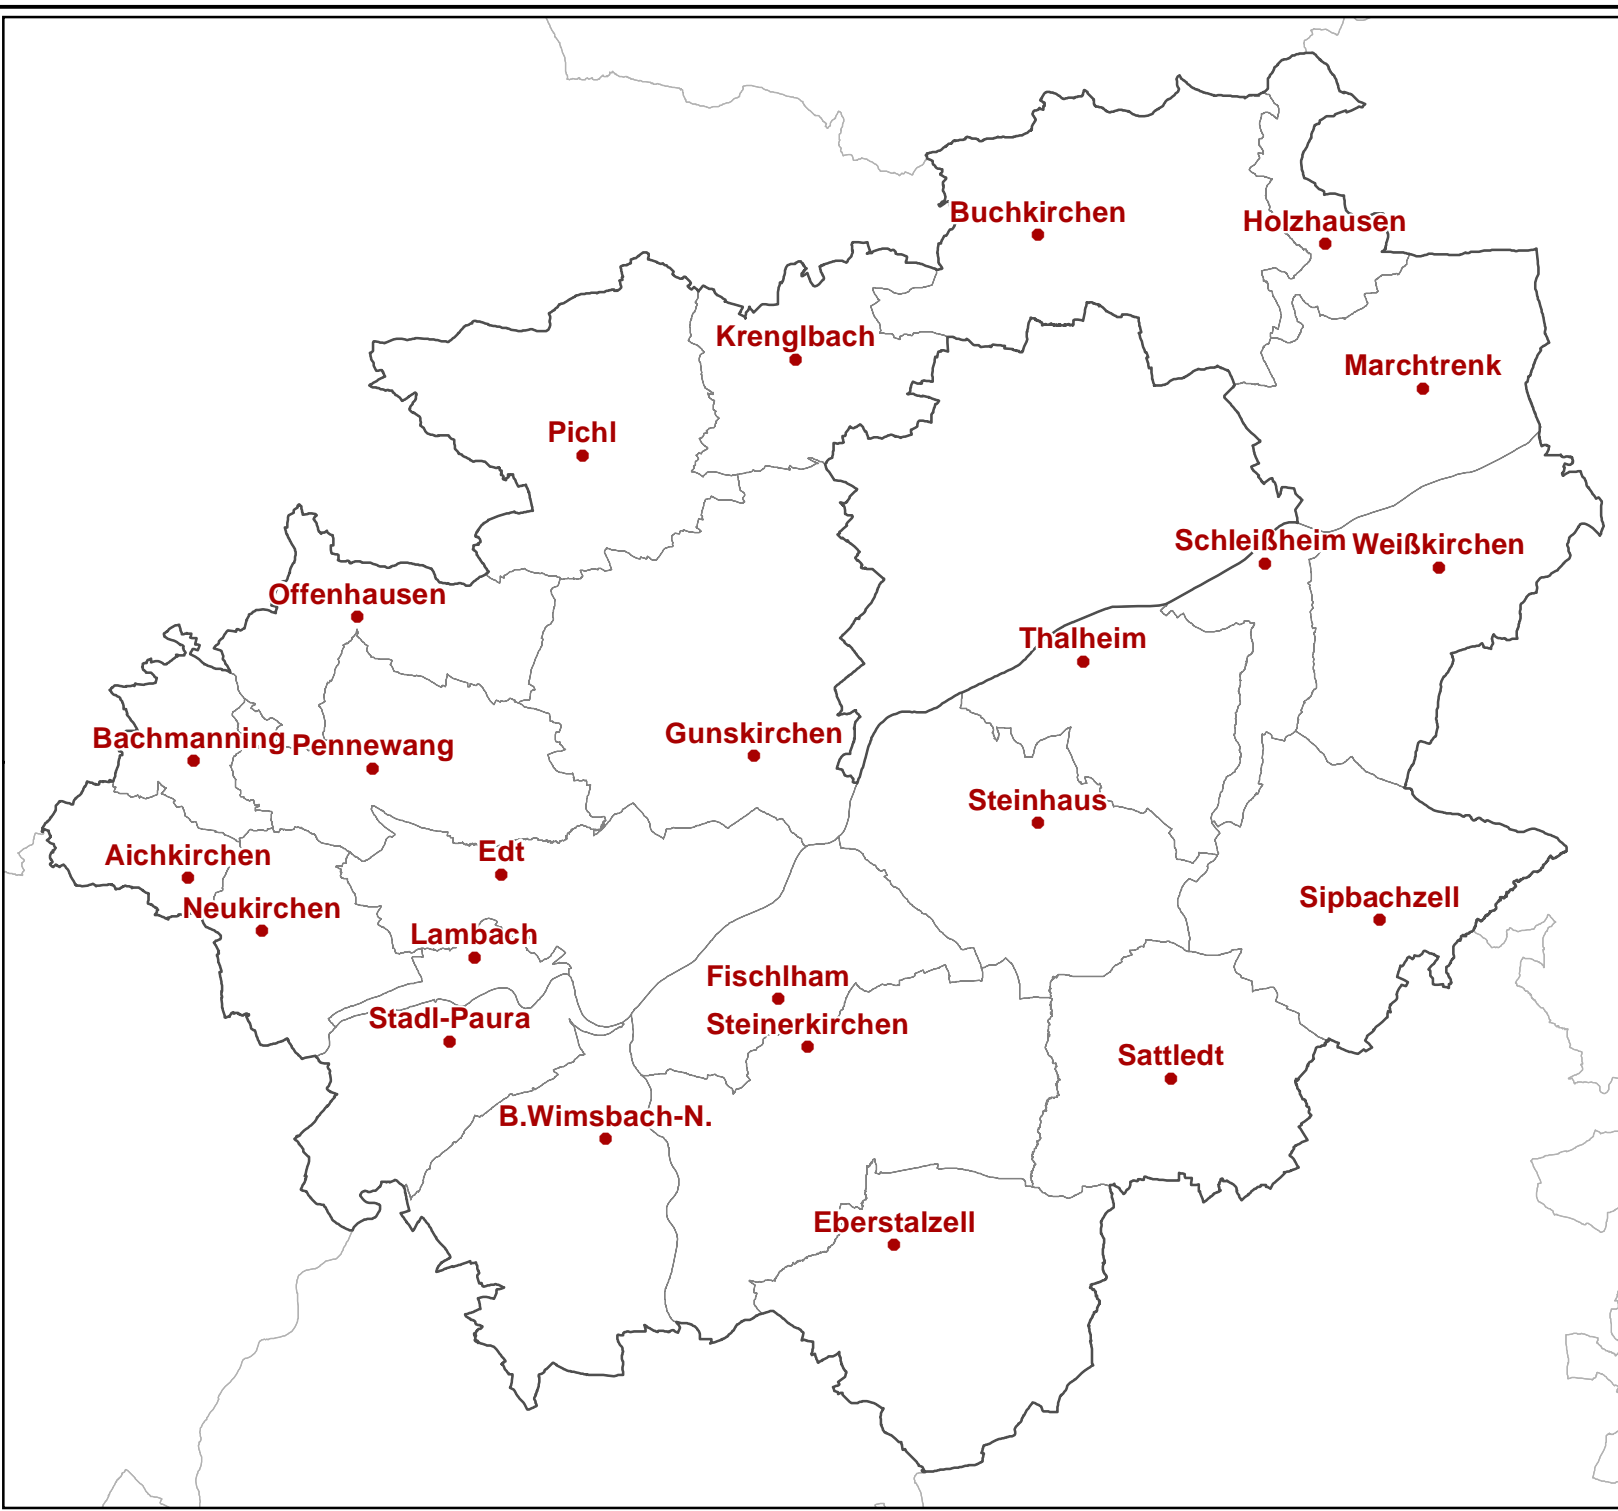 Buchkirchen
Holzhausen
Krenglbach
Marchtrenk
Pichl
Schleißheim
Weißkirchen
Offenhausen
Thalheim
Gunskirchen
Bachmanning
Pennewang
Steinhaus
Edt
Aichkirchen
Sipbachzell
Neukirchen
Lambach
Fischlham
Stadl-Paura
Steinerkirchen
Sattledt
B.Wimsbach-N.
Eberstalzell